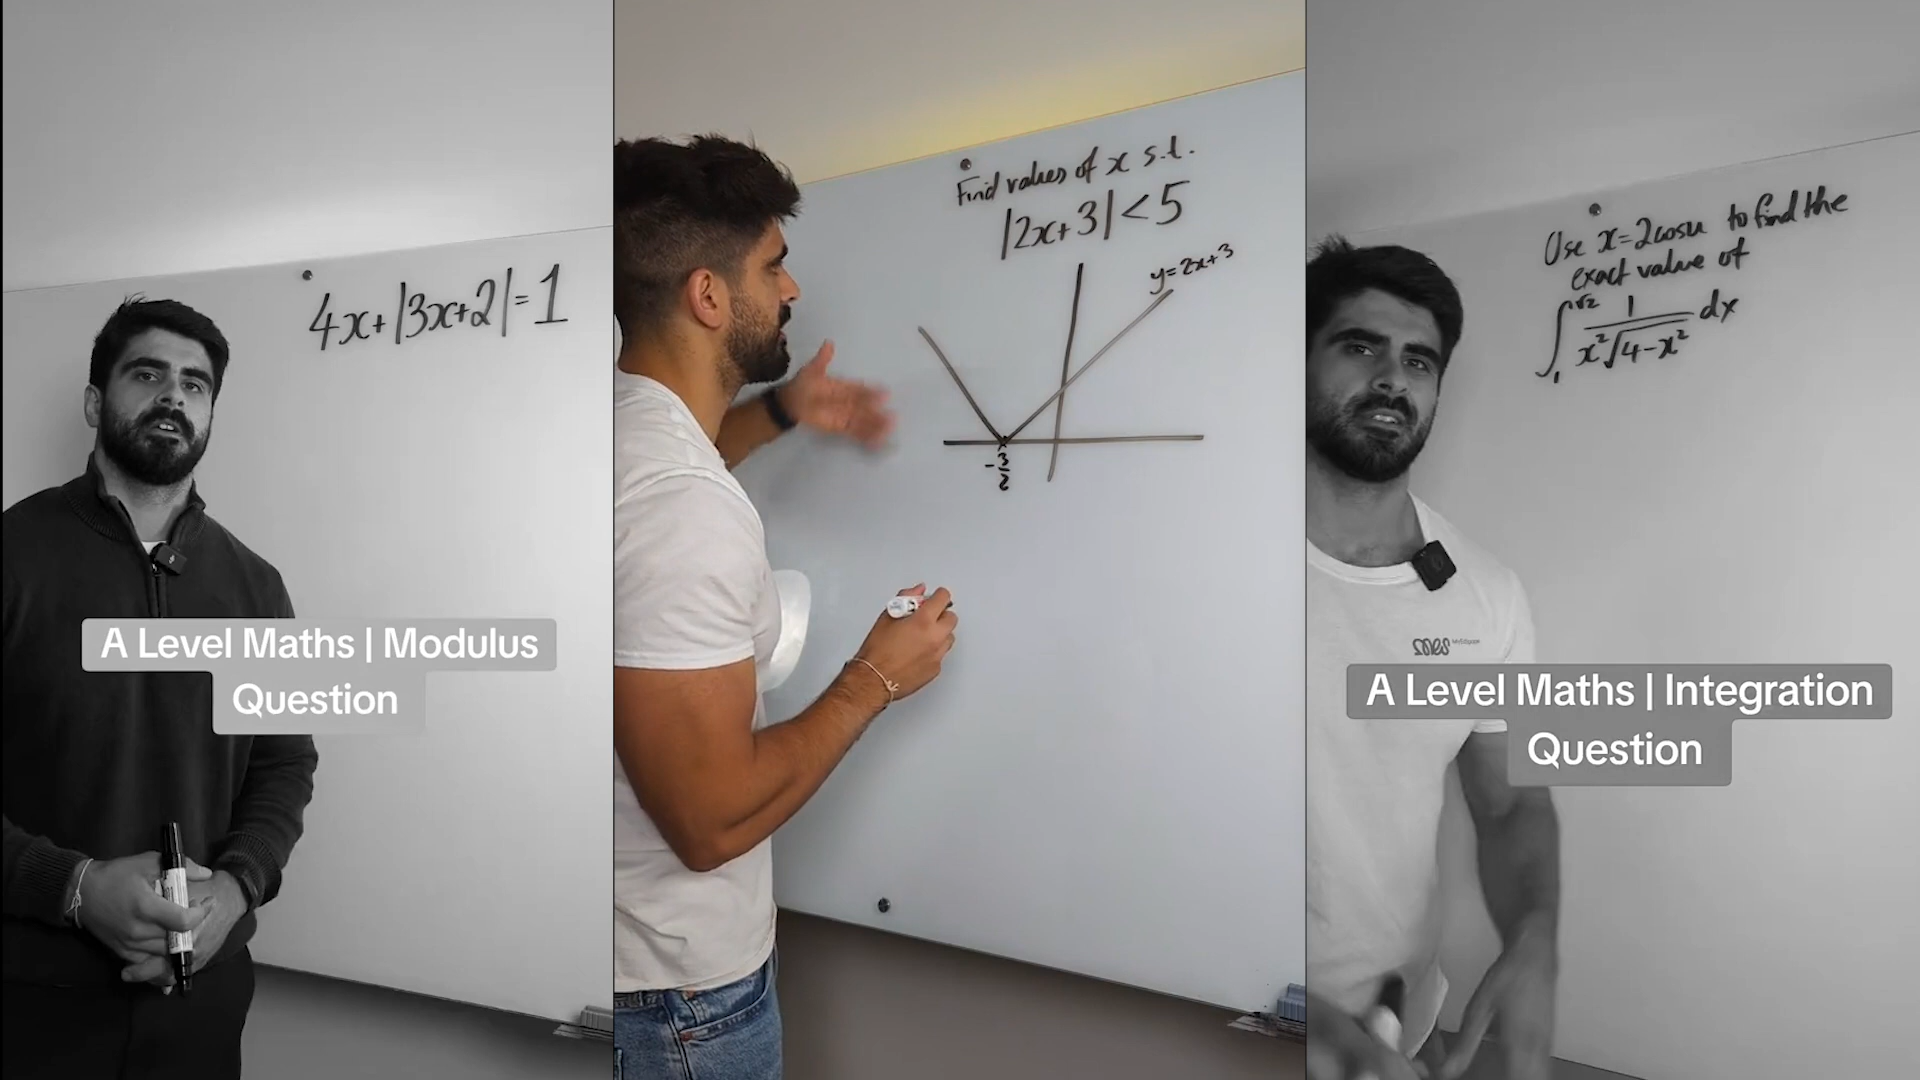 4x+|3x+2|=1
A Level Maths | Modulus
Question
Find values of x s.t.
|2x+3|<5
y=2x+3
-3/2
Use x=2cosu to find the
exact value of
∫₁^√2 1/(x²√(4-x²)) dx
A Level Maths | Integration
Question